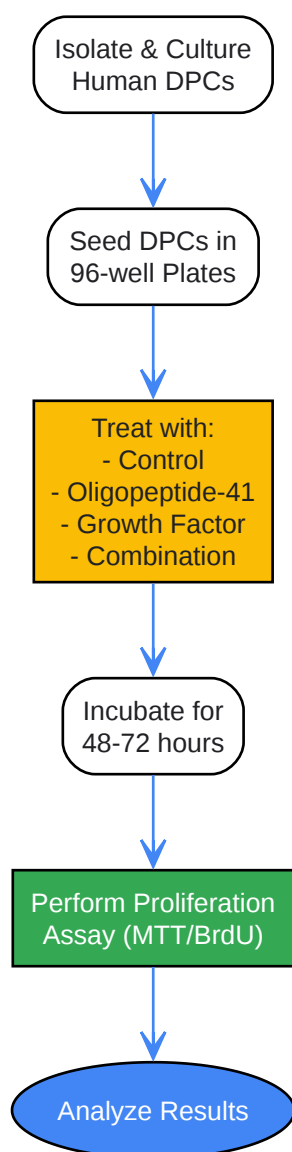 Isolate & Culture
Human DPCs
Seed DPCs in
96-well Plates
Treat with:
- Control
- Oligopeptide-41
- Growth Factor
- Combination
Incubate for
48-72 hours
Perform Proliferation
Assay (MTT/BrdU)
Analyze Results